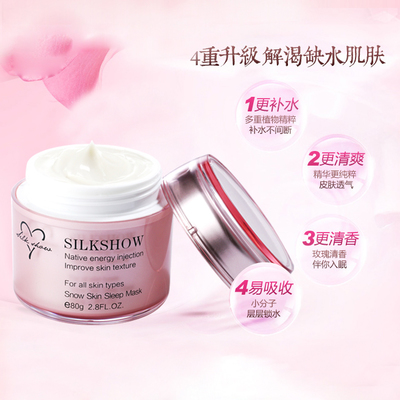 4重升級 解渴缺水肌肤
1更补水
多重植物精粹
补水不间断
2更清爽
精华更纯粹
皮肤透气
3更清香
玫瑰清香
伴你入眠
4易吸收
小分子
层层锁水
Silk show
SILKSHOW
Native energy injection
Improve skin texture
For all skin types
Snow Skin Sleep Mask
e80g 2.8FL.OZ.